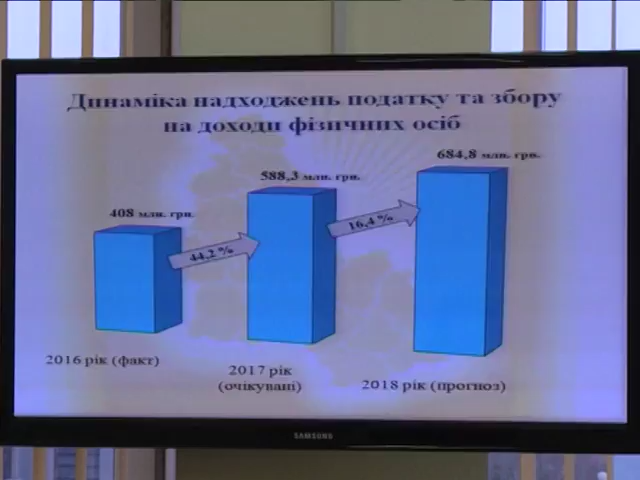 Динаміка надходжень податку та збору
на доходи фізичних осіб
684,8 млн. грн.
588,3 млн. грн.
408 млн. грн.
16,4 %
44,2 %
2016 рік (факт)
2017 рік
(очікувані)
2018 рік (прогноз)
SAMSUNG